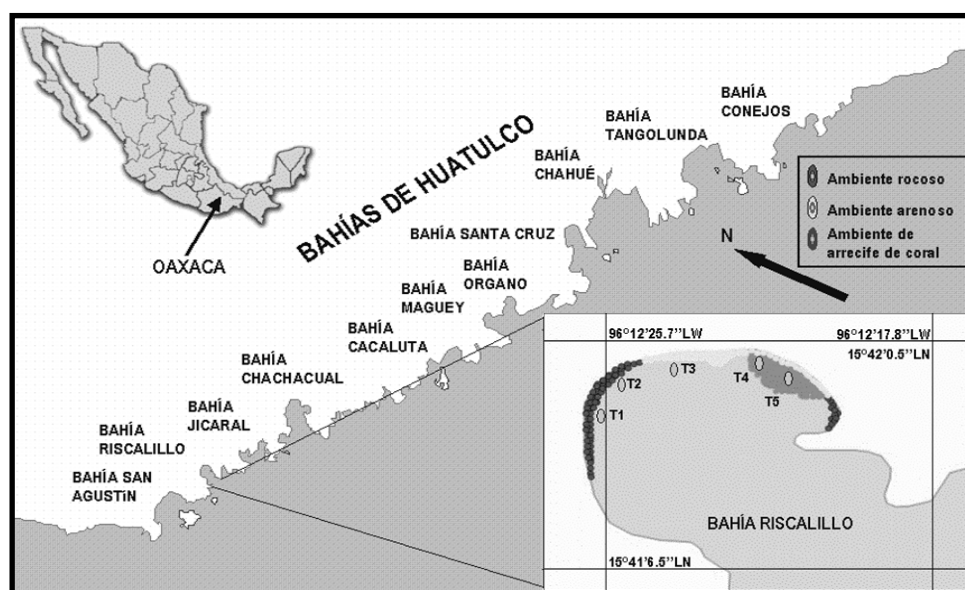 OAXACA
BAHÍAS DE HUATULCO
BAHÍA SAN
AGUSTíN
BAHÍA
RISCALILLO
BAHÍA
JICARAL
BAHÍA
CHACHACUAL
BAHÍA
CACALUTA
BAHÍA
MAGUEY
BAHÍA
ORGANO
BAHÍA SANTA CRUZ
BAHÍA
CHAHUÉ
BAHÍA
TANGOLUNDA
BAHÍA
CONEJOS
Ambiente rocoso
Ambiente arenoso
Ambiente de
arrecife de coral
N
96°12'25.7’’LW
96°12'17.8’’LW
15°42'0.5’’LN
T1
T2
T3
T4
T5
BAHÍA RISCALILLO
15°41'6.5’’LN